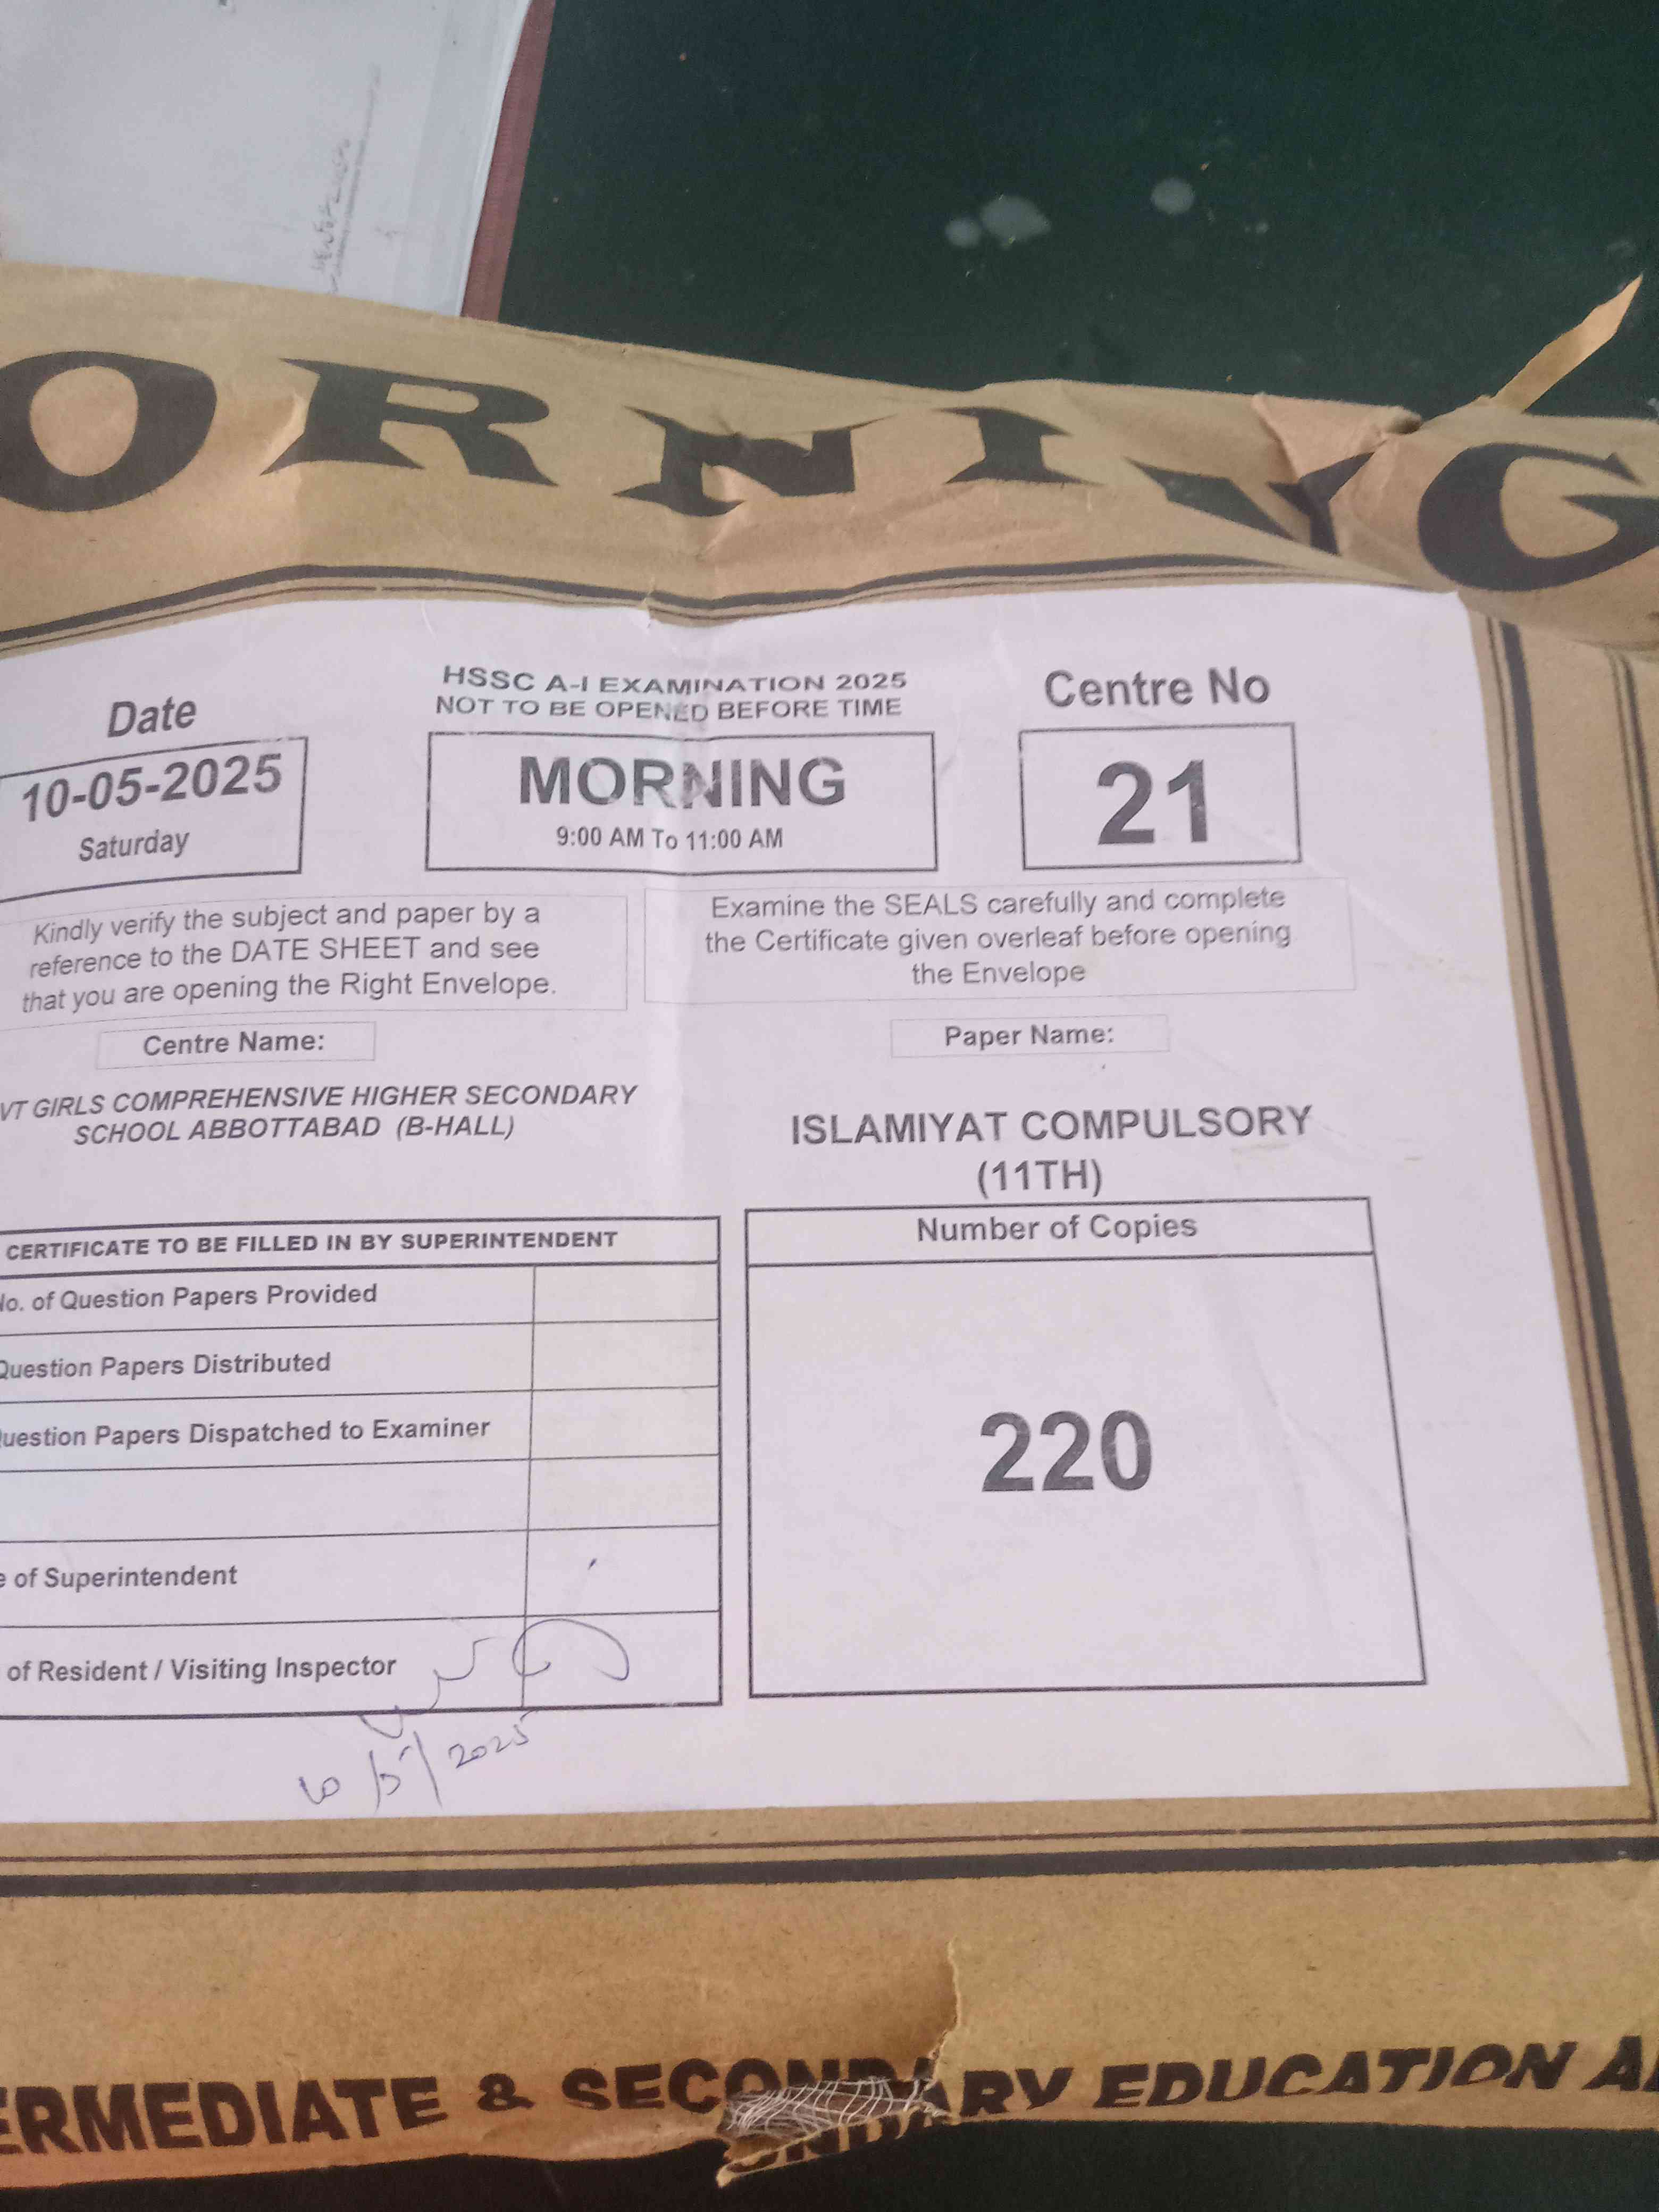 ORNING
HSSC A-I EXAMINATION 2025
NOT TO BE OPENED BEFORE TIME
Date
10-05-2025
Saturday
MORNING
9:00 AM To 11:00 AM
Centre No
21
Kindly verify the subject and paper by a
reference to the DATE SHEET and see
that you are opening the Right Envelope.
Examine the SEALS carefully and complete
the Certificate given overleaf before opening
the Envelope
Centre Name:
VT GIRLS COMPREHENSIVE HIGHER SECONDARY
SCHOOL ABBOTTABAD (B-HALL)
Paper Name:
ISLAMIYAT COMPULSORY
(11TH)
CERTIFICATE TO BE FILLED IN BY SUPERINTENDENT
No. of Question Papers Provided
Question Papers Distributed
Question Papers Dispatched to Examiner
e of Superintendent
of Resident / Visiting Inspector
10/5/2025
Number of Copies
220
ERMEDIATE & SECONDARY EDUCATION A